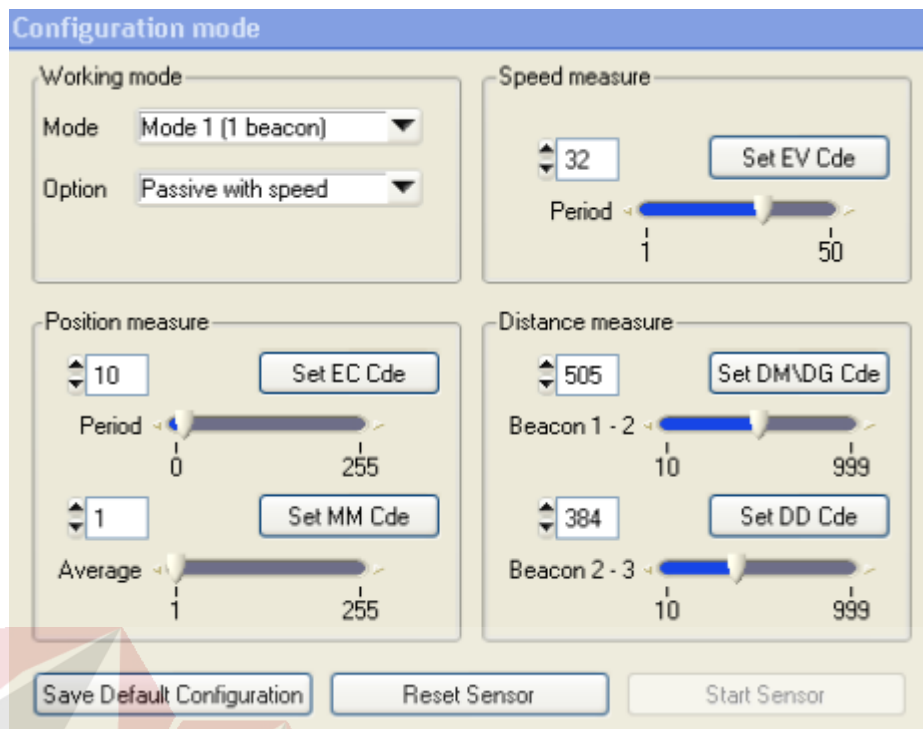 Configuration mode
Working mode
Mode Mode 1 (1 beacon)
Option Passive with speed
Speed measure
32 Set EV Cde
Period
1 50
Position measure
10 Set EC Cde
Period
0 255
1 Set MM Cde
Average
1 255
Distance measure
505 Set DM\DG Cde
Beacon 1 - 2
10 999
384 Set DD Cde
Beacon 2 - 3
10 999
Save Default Configuration Reset Sensor Start Sensor